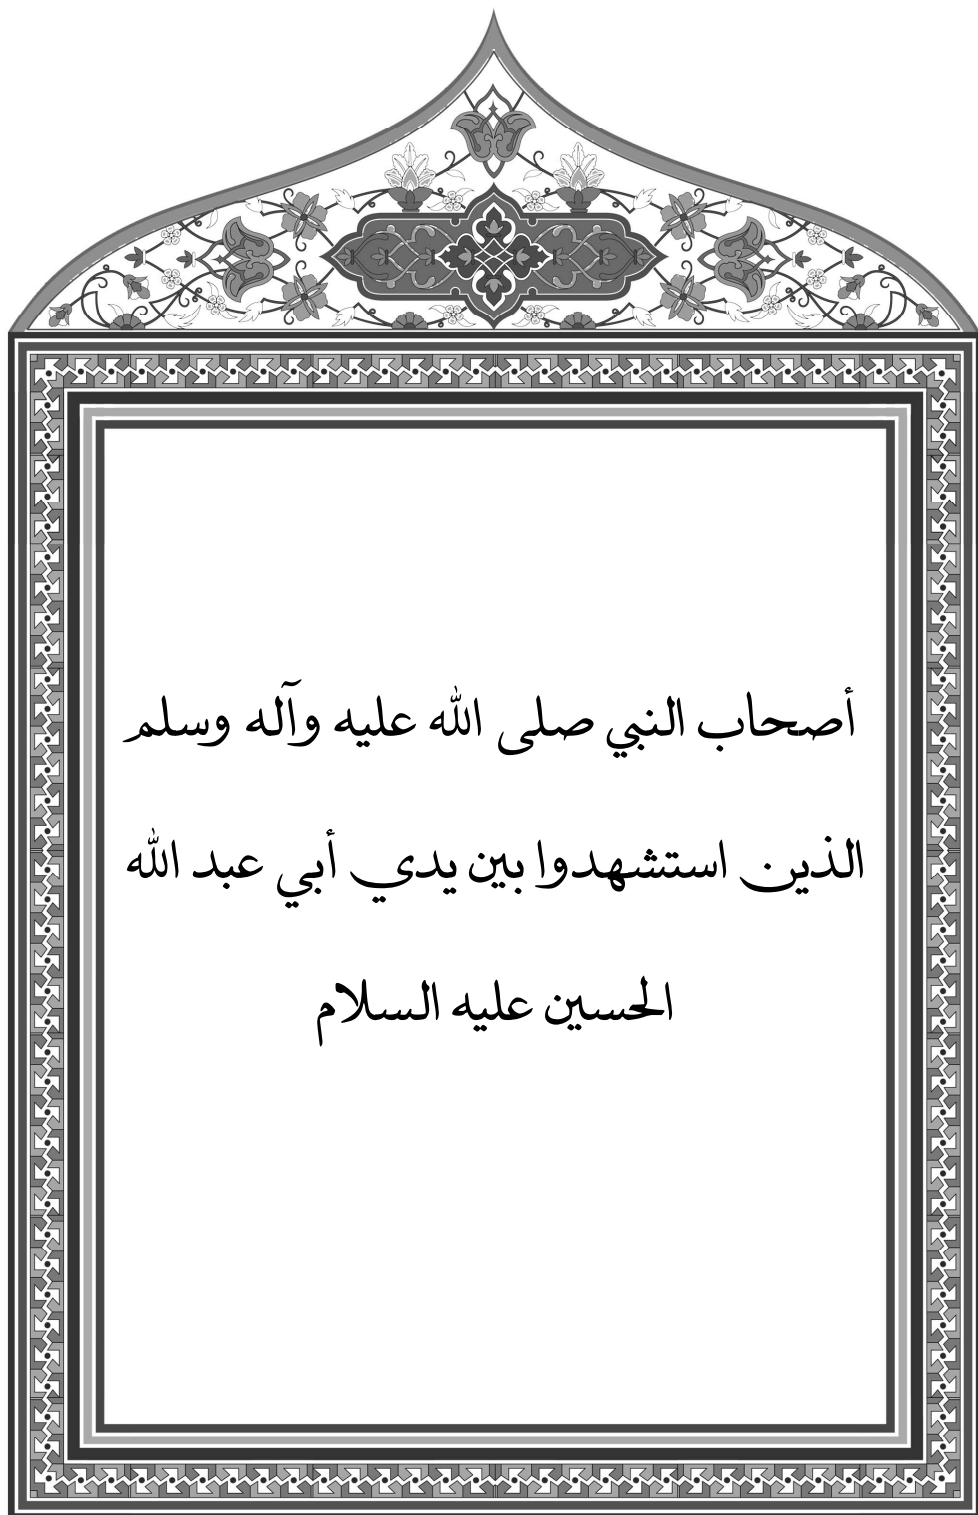 أصحاب النبي صلى الله عليه وآله وسلم
الذين استشهدوا بين يدي أبي عبد الله
الحسين عليه السلام